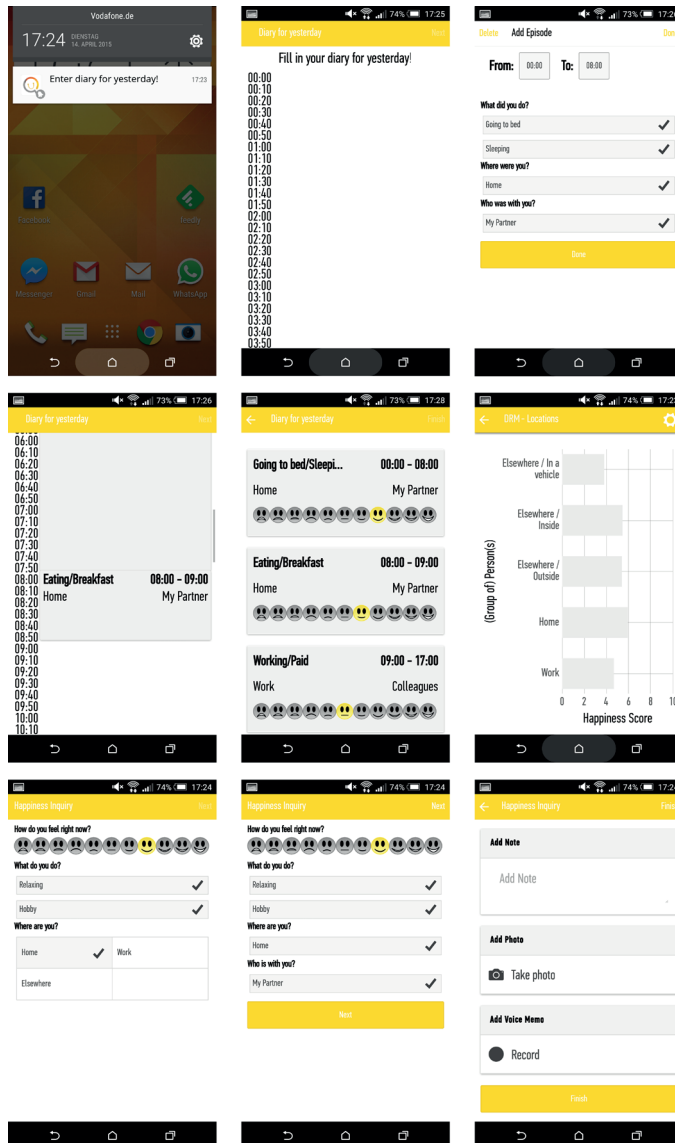 Vodafone.de
17:24 DIENSTAG 14. APRIL 2015
Enter diary for yesterday! 17:23
Facebook
feedly
Messenger Gmail Mail WhatsApp
74% 17:25
Diary for yesterday Next
Fill in your diary for yesterday!
00:00
00:10
00:20
00:30
00:40
00:50
01:00
01:10
01:20
01:30
01:40
01:50
02:00
02:10
02:20
02:30
02:40
02:50
03:00
03:10
03:20
03:30
03:40
03:50
73% 17:26
Delete Add Episode Done
From: 00:00 To: 08:00
What did you do?
Going to bed
Sleeping
Where were you?
Home
Who was with you?
My Partner
Done
73% 17:26
Diary for yesterday Next
06:00
06:10
06:20
06:30
06:40
06:50
07:00
07:10
07:20
07:30
07:40
07:50
08:00 Eating/Breakfast 08:00 - 09:00
08:10 Home My Partner
08:20
08:30
08:40
08:50
09:00
09:10
09:20
09:30
09:40
09:50
10:00
10:10
73% 17:28
Diary for yesterday Finish
Going to bed/Sleepi... 00:00 - 08:00
Home My Partner
Eating/Breakfast 08:00 - 09:00
Home My Partner
Working/Paid 09:00 - 17:00
Work Colleagues
74%
DRM - Locations
(Group of) Person(s)
Elsewhere / In a
vehicle
Elsewhere /
Inside
Elsewhere /
Outside
Home
Work
0 2 4 6 8 10
Happiness Score
74% 17:24
Happiness Inquiry Next
How do you feel right now?
What do you do?
Relaxing
Hobby
Where are you?
Home Work
Elsewhere
74% 17:24
Happiness Inquiry Next
How do you feel right now?
What do you do?
Relaxing
Hobby
Where are you?
Home
Who is with you?
My Partner
Next
74% 17:24
Happiness Inquiry Finish
Add Note
Add Note
Add Photo
Take photo
Add Voice Memo
Record
Finish